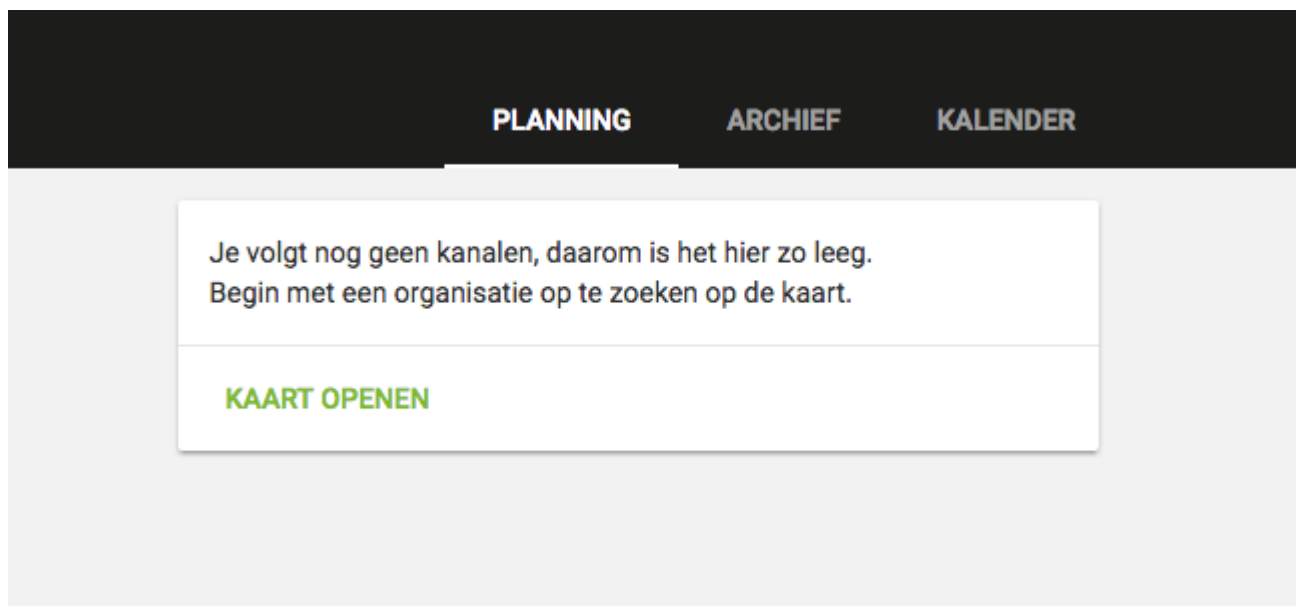 PLANNING ARCHIEF KALENDER
Je volgt nog geen kanalen, daarom is het hier zo leeg.
Begin met een organisatie op te zoeken op de kaart.
KAART OPENEN